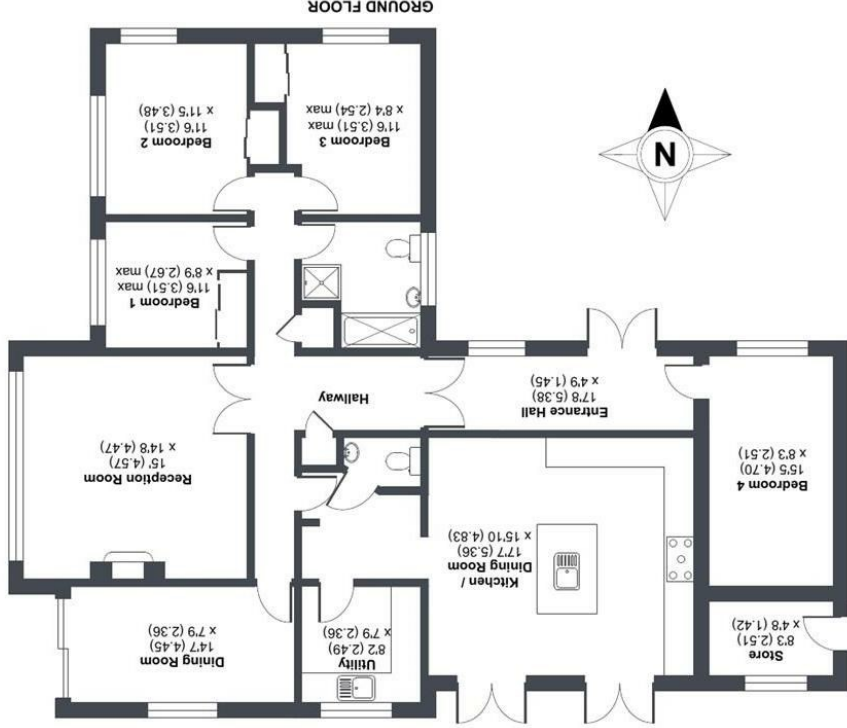 Store
8'3 (2.51)
x 4'8 (1.42)
Utility
8'2 (2.49)
x 7'9 (2.36)
Dining Room
14'7 (4.45)
x 7'9 (2.36)
Kitchen /
Dining Room
17'7 (5.36)
x 15'10 (4.83)
Bedroom 4
15'5 (4.70)
x 8'3 (2.51)
Reception Room
15' (4.57)
x 14'8 (4.47)
Entrance Hall
17'8 (5.38)
x 4'9 (1.45)
Hallway
Bedroom 1
11'6 (3.51) max
x 8'9 (2.67) max
N
Bedroom 3
11'6 (3.51) max
x 8'4 (2.54) max
Bedroom 2
11'6 (3.51)
x 11'5 (3.48)
GROUND FLOOR